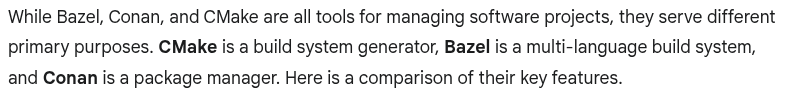 While Bazel, Conan, and CMake are all tools for managing software projects, they serve different
primary purposes. CMake is a build system generator, Bazel is a multi-language build system,
and Conan is a package manager. Here is a comparison of their key features.